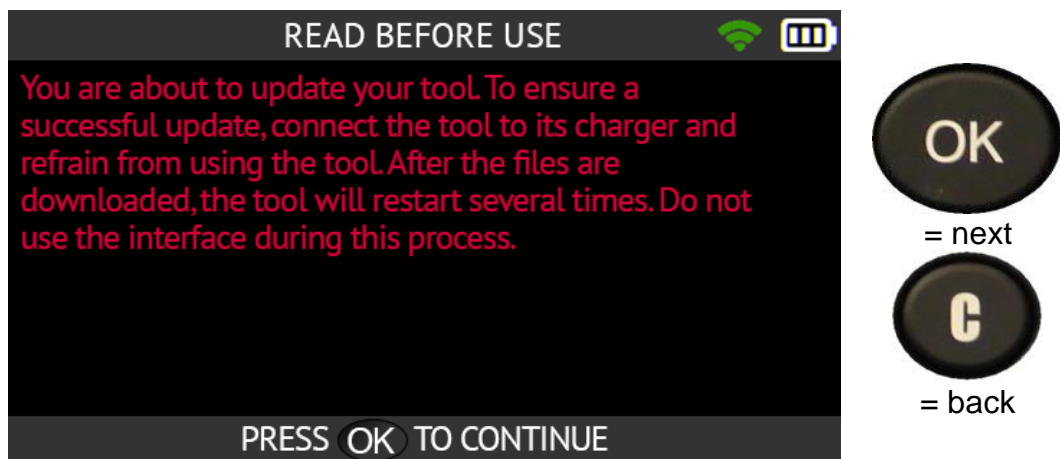 READ BEFORE USE
You are about to update your tool. To ensure a
successful update, connect the tool to its charger and
refrain from using the tool. After the files are
downloaded, the tool will restart several times. Do not
use the interface during this process.
PRESS OK TO CONTINUE
OK
= next
C
= back